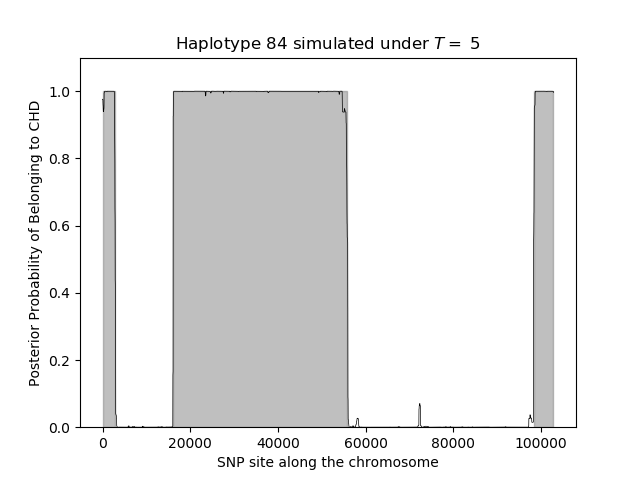 Haplotype 84 simulated under T = 5
Posterior Probability of Belonging to CHD
1.0
0.8
0.6
0.4
0.2
0.0
0 20000 40000 60000 80000 100000
SNP site along the chromosome